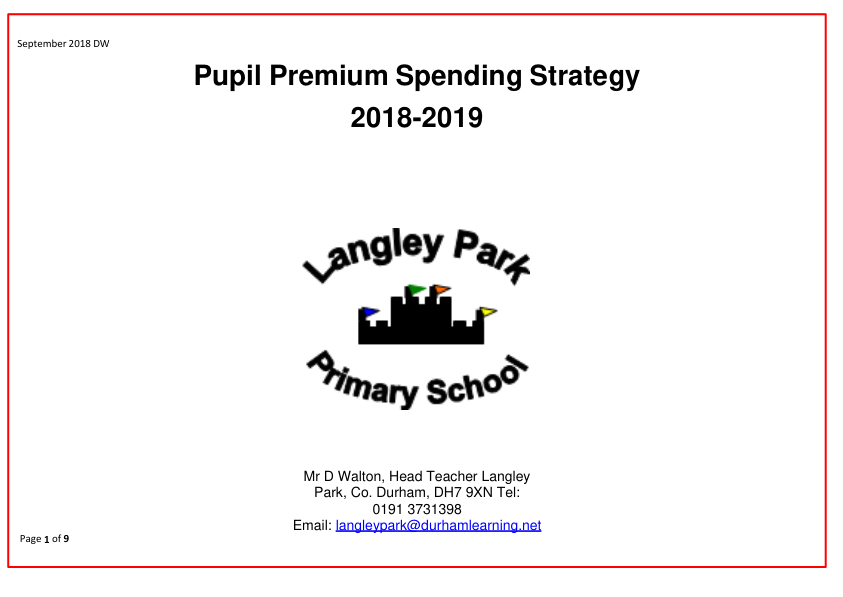 September 2018 DW
Pupil Premium Spending Strategy
2018-2019
Langley Park
Primary School
Mr D Walton, Head Teacher Langley
Park, Co. Durham, DH7 9XN Tel:
0191 3731398
Email: langleypark@durhamlearning.net
Page 1 of 9